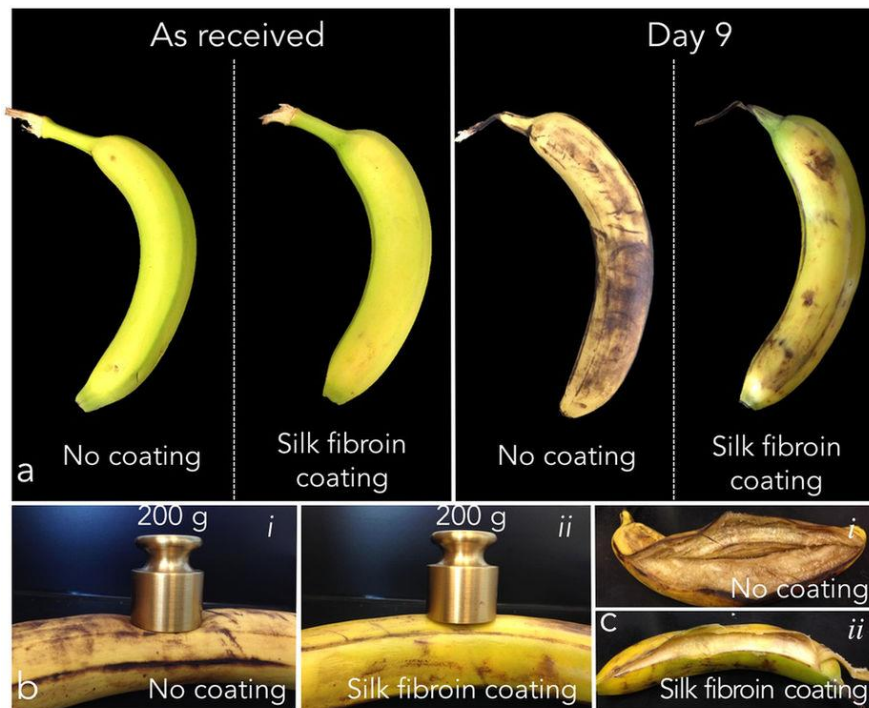 As received
Day 9
No coating
Silk fibroin
coating
No coating
Silk fibroin
coating
a
200 g
i
No coating
b
200 g
ii
Silk fibroin coating
i
No coating
c
ii
Silk fibroin coating